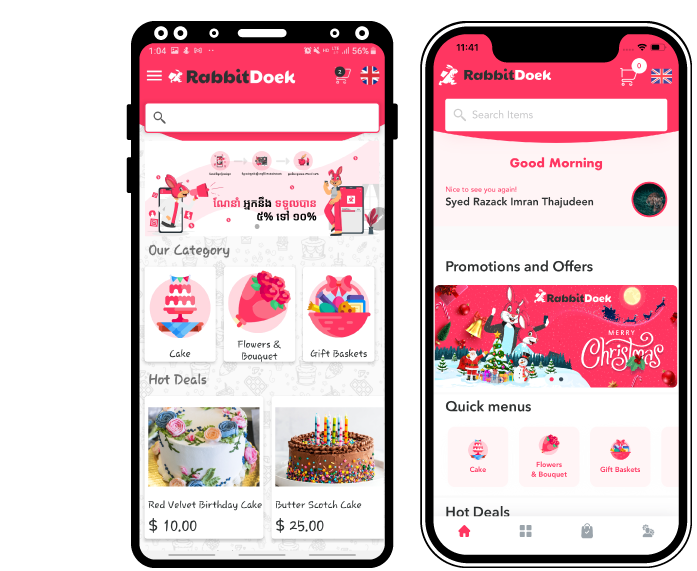 1:04
HD LTE 56%
RabbitDoek
2
ណែនាំ អ្នកនឹង ទទួលបាន
៥% ទៅ ១០%
Our Category
Cake
Flowers &
Bouquet
Gift Baskets
Hot Deals
Red Velvet Birthday Cake
$ 10.00
Butter Scotch Cake
$ 25.00
11:41
RabbitDoek
0
Search Items
Good Morning
Nice to see you again!
Syed Razack Imran Thajudeen
Promotions and Offers
RabbitDoek
MERRY
Christmas
Quick menus
Cake
Flowers
& Bouquet
Gift Baskets
Hot Deals